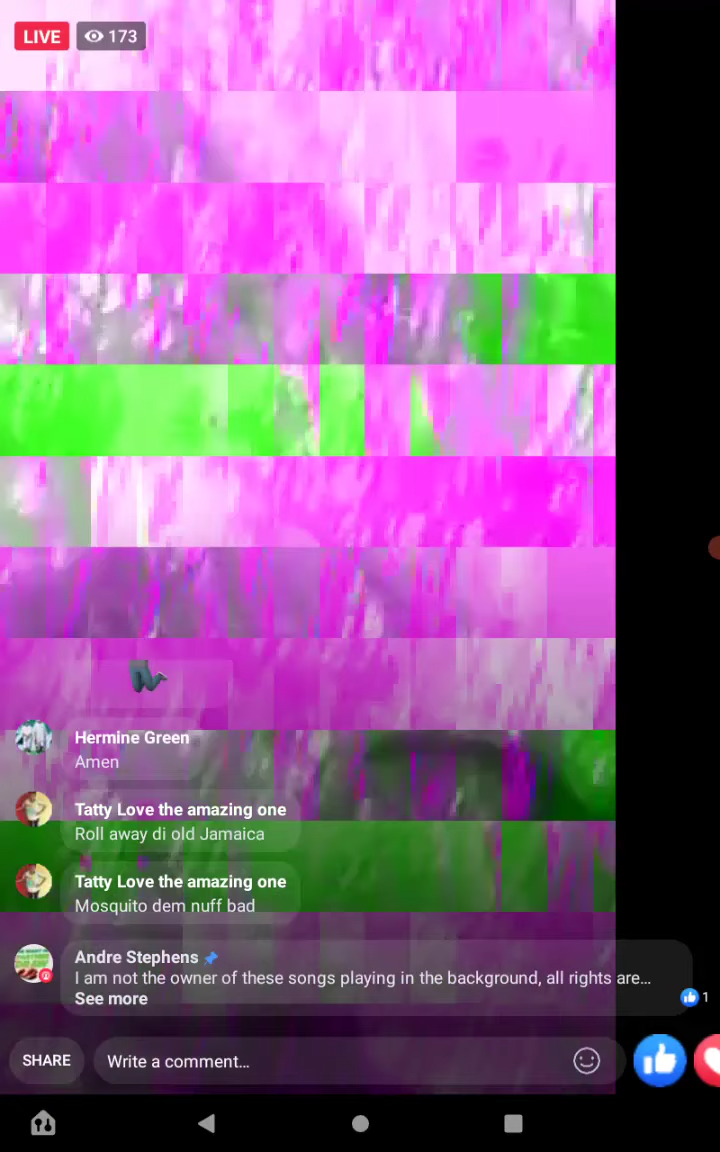 LIVE 173
Hermine Green
Amen
Tatty Love the amazing one
Roll away di old Jamaica
Tatty Love the amazing one
Mosquito dem nuff bad
Andre Stephens
I am not the owner of these songs playing in the background, all rights are...
See more
1
SHARE
Write a comment...